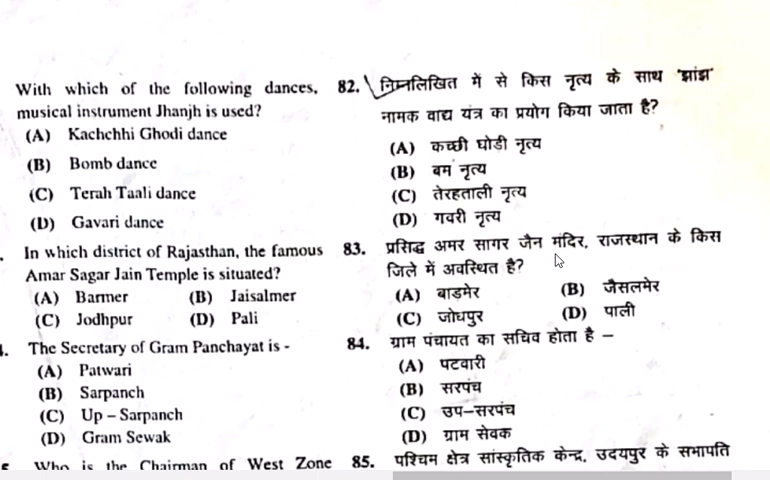 With which of the following dances,
musical instrument Jhanjh is used?
(A) Kachchhi Ghodi dance
(B) Bomb dance
(C) Terah Taali dance
(D) Gavari dance
In which district of Rajasthan, the famous
Amar Sagar Jain Temple is situated?
(A) Barmer (B) Jaisalmer
(C) Jodhpur (D) Pali
The Secretary of Gram Panchayat is -
(A) Patwari
(B) Sarpanch
(C) Up – Sarpanch
(D) Gram Sewak
Who is the Chairman of West Zone
82. निम्नलिखित में से किस नृत्य के साथ 'झांझ'
नामक वाद्य यंत्र का प्रयोग किया जाता है?
(A) कच्छी घोडी नृत्य
(B) बम नृत्य
(C) तेरहताली नृत्य
(D) गवरी नृत्य
83. प्रसिद्ध अमर सागर जैन मंदिर, राजस्थान के किस
जिले में अवस्थित है?
(A) बाड़मेर (B) जैसलमेर
(C) जोधपुर (D) पाली
84. ग्राम पंचायत का सचिव होता है –
(A) पटवारी
(B) सरपंच
(C) उप–सरपंच
(D) ग्राम सेवक
85. पश्चिम क्षेत्र सांस्कृतिक केन्द्र, उदयपुर के सभापति